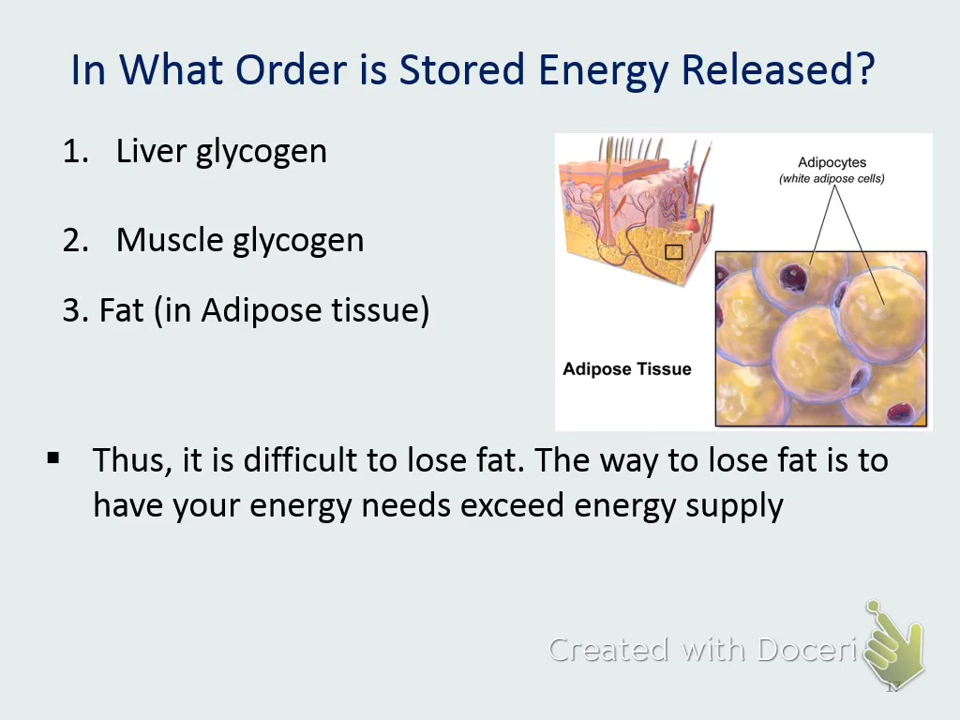 In What Order is Stored Energy Released?
1. Liver glycogen
2. Muscle glycogen
3. Fat (in Adipose tissue)
Adipocytes
(white adipose cells)
Adipose Tissue
▪ Thus, it is difficult to lose fat. The way to lose fat is to
have your energy needs exceed energy supply
Created with Doceri